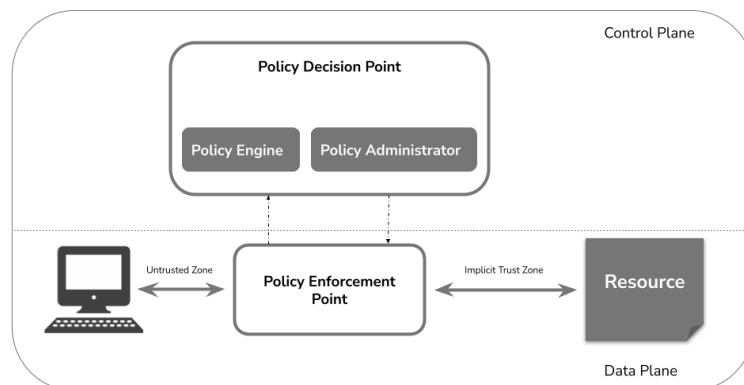 Control Plane
Policy Decision Point
Policy Engine
Policy Administrator
Untrusted Zone
Policy Enforcement
Point
Implicit Trust Zone
Resource
Data Plane